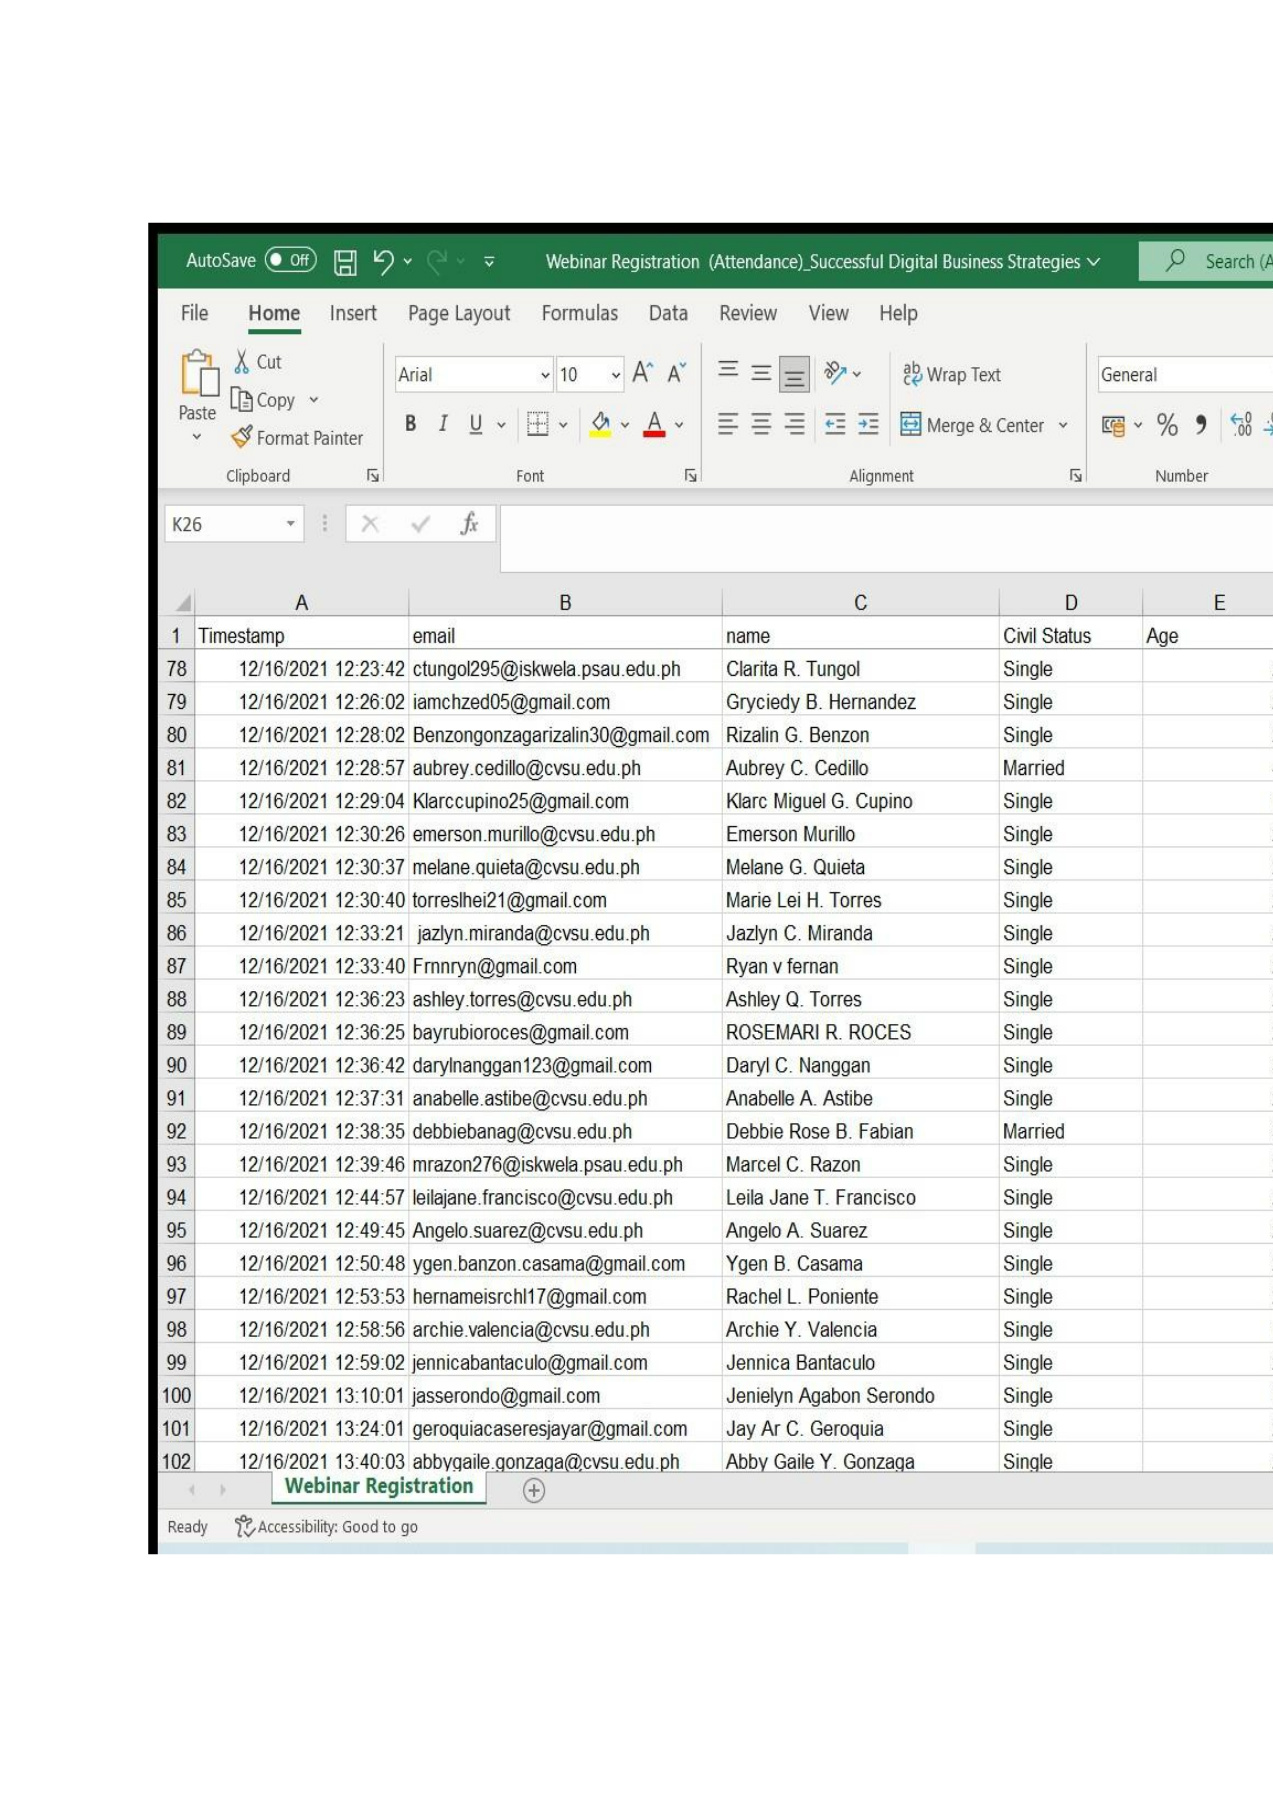 AutoSave Off Webinar Registration (Attendance)_Successful Digital Business Strategies Search (A
File Home Insert Page Layout Formulas Data Review View Help
Paste Cut Copy Format Painter Arial 10 Wrap Text General
B I U Merge & Center
Clipboard Font Alignment Number
K26 fx
A B C D E
1 Timestamp email name Civil Status Age
78 12/16/2021 12:23:42 ctungol295@iskwela.psau.edu.ph Clarita R. Tungol Single
79 12/16/2021 12:26:02 iamchzed05@gmail.com Gryciedy B. Hernandez Single
80 12/16/2021 12:28:02 Benzongonzagarizalin30@gmail.com Rizalin G. Benzon Single
81 12/16/2021 12:28:57 aubrey.cedillo@cvsu.edu.ph Aubrey C. Cedillo Married
82 12/16/2021 12:29:04 Klarccupino25@gmail.com Klarc Miguel G. Cupino Single
83 12/16/2021 12:30:26 emerson.murillo@cvsu.edu.ph Emerson Murillo Single
84 12/16/2021 12:30:37 melane.quieta@cvsu.edu.ph Melane G. Quieta Single
85 12/16/2021 12:30:40 torreslhei21@gmail.com Marie Lei H. Torres Single
86 12/16/2021 12:33:21 jazlyn.miranda@cvsu.edu.ph Jazlyn C. Miranda Single
87 12/16/2021 12:33:40 Frnnryn@gmail.com Ryan v fernan Single
88 12/16/2021 12:36:23 ashley.torres@cvsu.edu.ph Ashley Q. Torres Single
89 12/16/2021 12:36:25 bayrubioroces@gmail.com ROSEMARI R. ROCES Single
90 12/16/2021 12:36:42 darylnanggan123@gmail.com Daryl C. Nanggan Single
91 12/16/2021 12:37:31 anabelle.astibe@cvsu.edu.ph Anabelle A. Astibe Single
92 12/16/2021 12:38:35 debbiebanag@cvsu.edu.ph Debbie Rose B. Fabian Married
93 12/16/2021 12:39:46 mrazon276@iskwela.psau.edu.ph Marcel C. Razon Single
94 12/16/2021 12:44:57 leilajane.francisco@cvsu.edu.ph Leila Jane T. Francisco Single
95 12/16/2021 12:49:45 Angelo.suarez@cvsu.edu.ph Angelo A. Suarez Single
96 12/16/2021 12:50:48 ygen.banzon.casama@gmail.com Ygen B. Casama Single
97 12/16/2021 12:53:53 hernameisrchl17@gmail.com Rachel L. Poniente Single
98 12/16/2021 12:58:56 archie.valencia@cvsu.edu.ph Archie Y. Valencia Single
99 12/16/2021 12:59:02 jennicabantaculo@gmail.com Jennica Bantaculo Single
100 12/16/2021 13:10:01 jasserondo@gmail.com Jenielyn Agabon Serondo Single
101 12/16/2021 13:24:01 geroquiacaseresjayar@gmail.com Jay Ar C. Geroquia Single
102 12/16/2021 13:40:03 abbygaile.gonzaga@cvsu.edu.ph Abby Gaile Y. Gonzaga Single
Webinar Registration
Ready Accessibility: Good to go